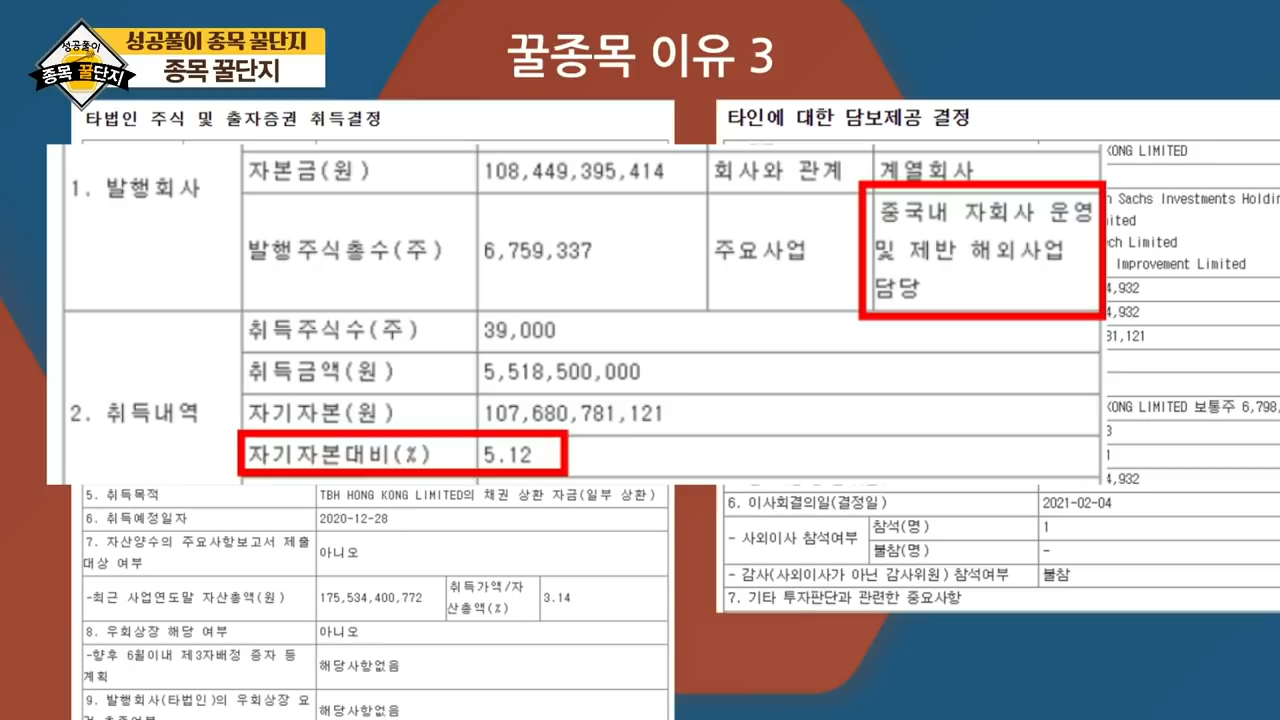 성공풀이
종목 꿀단지
성공풀이 종목 꿀단지
종목 꿀단지
꿀종목 이유 3
타법인 주식 및 출자증권 취득결정
1. 발행회사
자본금(원) 108,449,395,414 회사와 관계 계열회사
발행주식총수(주) 6,759,337 주요사업
중국내 자회사 운영
및 제반 해외사업
담당
2. 취득내역
취득주식수(주) 39,000
취득금액(원) 5,518,500,000
자기자본(원) 107,680,781,121
자기자본대비(%) 5.12
5. 취득목적 TBH HONG KONG LIMITED의 채권 상환 자금(일부 상환)
6. 취득예정일자 2020-12-28
7. 자산양수의 주요사항보고서 제출
대상 여부
아니오
-최근 사업연도말 자산총액(원) 175,534,400,772
취득가액/자
산총액(%)
3.14
8. 우회상장 해당 여부 아니오
-향후 6월이내 제3자배정 증자 등
계획
해당사항없음
9. 발행회사(타법인)의 우회상장 요
해당사항없음
타인에 대한 담보제공 결정
KONG LIMITED
Sachs Investments
Limited
Improvement Limited
4,932
4,932
81,121
KONG LIMITED 보통주 6,798,
3
1
4,932
6. 이사회결의일(결정일) 2021-02-04
- 사외이사 참석여부
참석(명) 1
불참(명) -
- 감사(사외이사가 아닌 감사위원) 참석여부 불참
7. 기타 투자판단과 관련한 중요사항